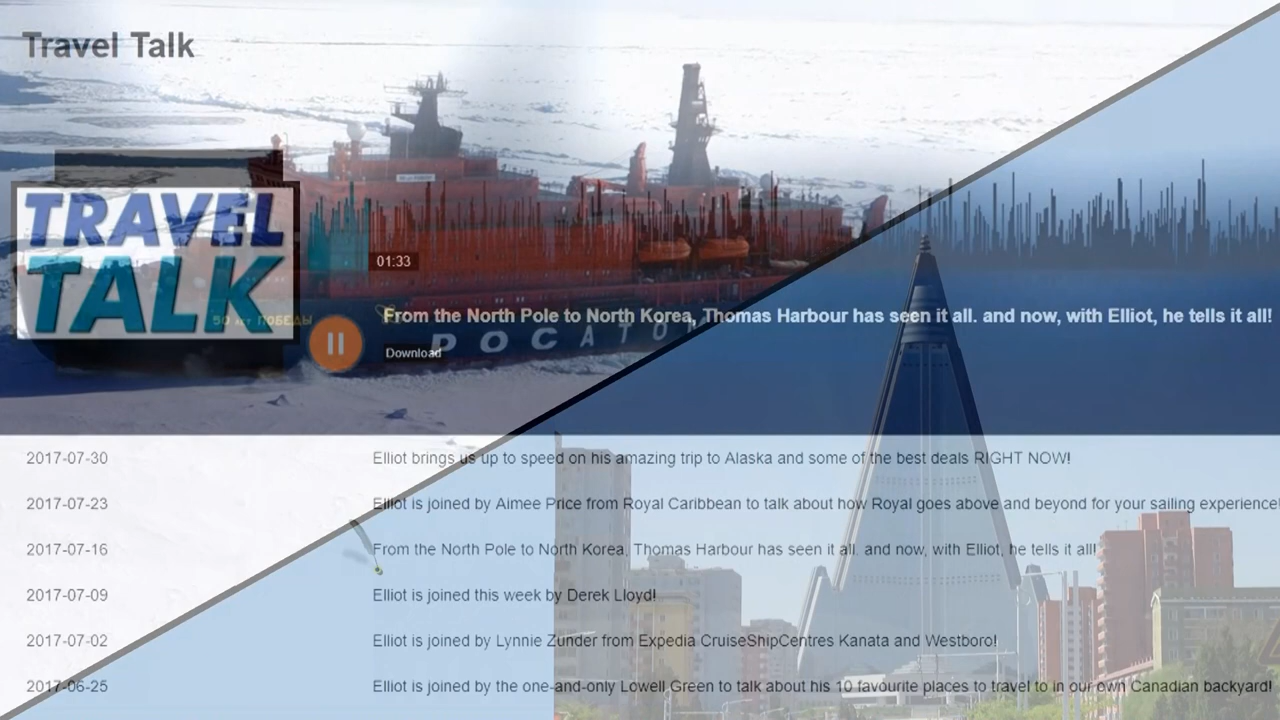 Travel Talk
TRAVEL
TALK
01:33
50 лет ПОБЕДЫ
From the North Pole to North Korea, Thomas Harbour has seen it all. and now, with Elliot, he tells it all!
Download
РОСАТО
2017-07-30 Elliot brings us up to speed on his amazing trip to Alaska and some of the best deals RIGHT NOW!
2017-07-23 Elliot is joined by Aimee Price from Royal Caribbean to talk about how Royal goes above and beyond for your sailing experience!
2017-07-16 From the North Pole to North Korea, Thomas Harbour has seen it all. and now, with Elliot, he tells it all!
2017-07-09 Elliot is joined this week by Derek Lloyd!
2017-07-02 Elliot is joined by Lynnie Zunder from Expedia CruiseShipCentres Kanata and Westboro!
2017-06-25 Elliot is joined by the one-and-only Lowell Green to talk about his 10 favourite places to travel to in our own Canadian backyard!